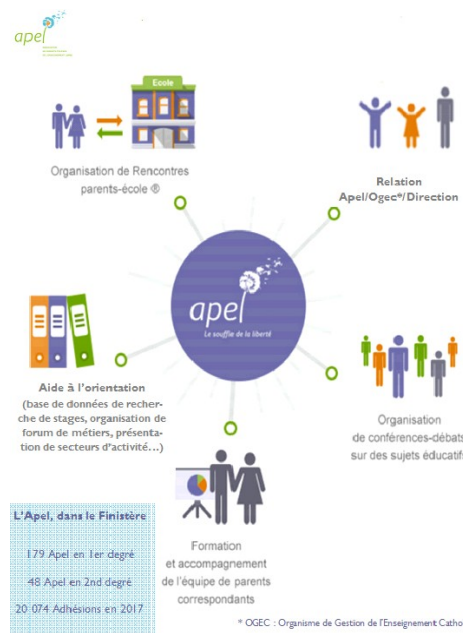 apel
Ecole
Organisation de Rencontres
parents-école ®
Relation
Apel/Ogec*/Direction
apel
Le souffle de la liberté
Aide à l'orientation
(base de données de recher-
che de stages, organisation de
forum de métiers, présenta-
tion de secteurs d'activité...)
Organisation
de conférences-débats
sur des sujets éducatifs
Formation
et accompagnement
de l'équipe de parents
correspondants
L'Apel, dans le Finistère
179 Apel en 1er degré
48 Apel en 2nd degré
20 074 Adhésions en 2017
* OGEC : Organisme de Gestion de l'Enseignement Catho